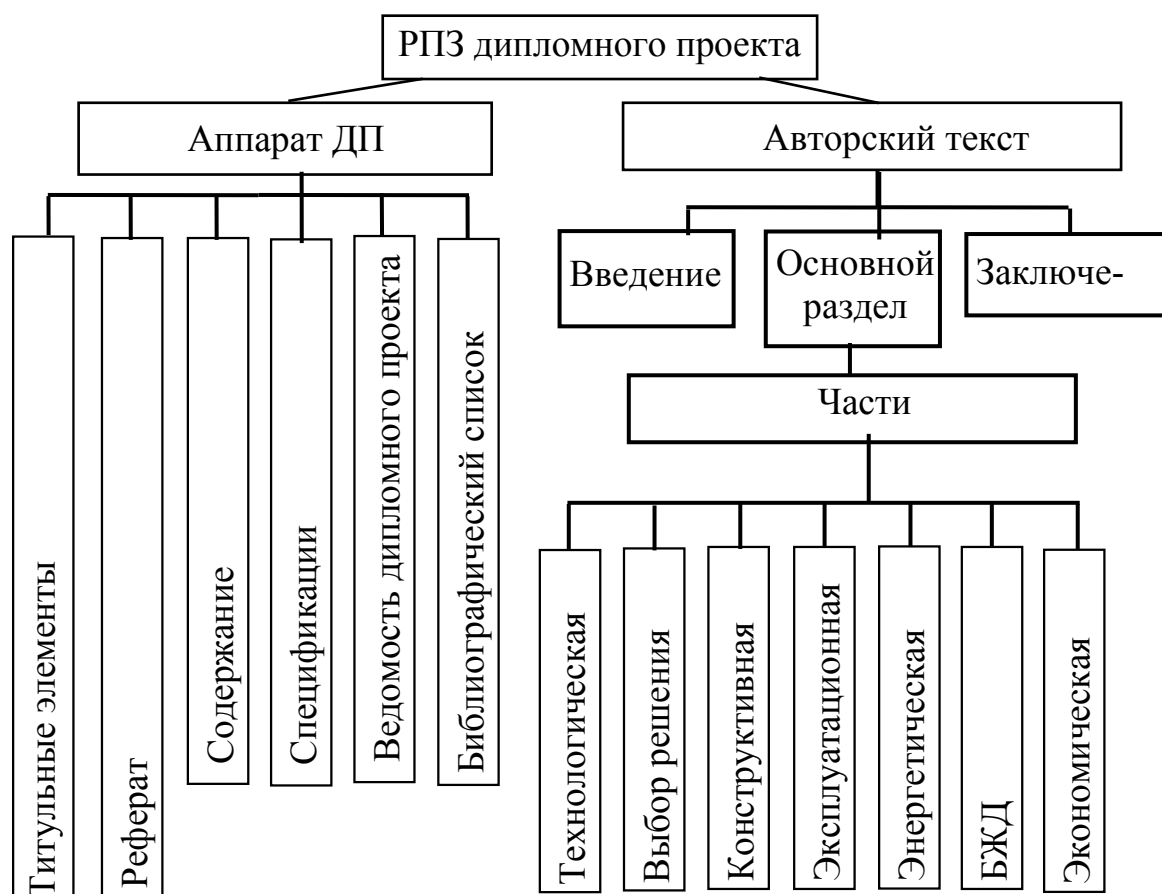 РПЗ дипломного проекта
Аппарат ДП
Авторский текст
Введение
Основной
раздел
Заключе-
Части
Титульные элементы
Реферат
Содержание
Спецификации
Ведомость дипломного проекта
Библиографический список
Технологическая
Выбор решения
Конструктивная
Эксплуатационная
Энергетическая
БЖД
Экономическая